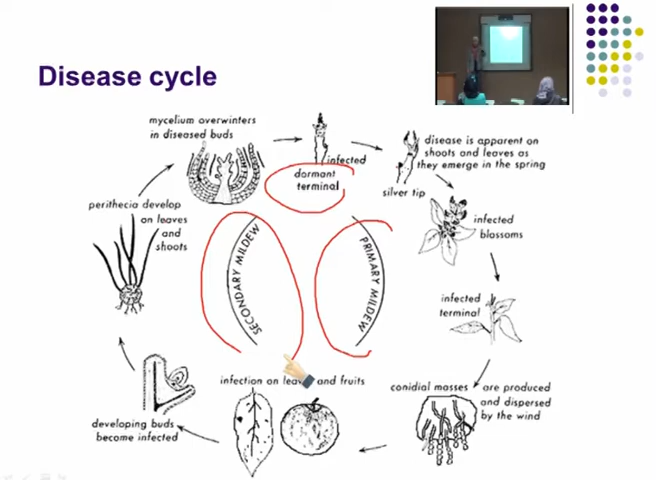 Disease cycle
mycelium overwinters
in diseased buds
infected
dormant
terminal
disease is apparent on
shoots and leaves as
they emerge in the spring
silver tip
infected
blossoms
infected
terminal
conidial masses are produced
and dispersed
by the wind
infection on leav and fruits
developing buds
become infected
perithecia develop
on leaves
and
shoots
SECONDARY MILDEW
PRIMARY MILDEW